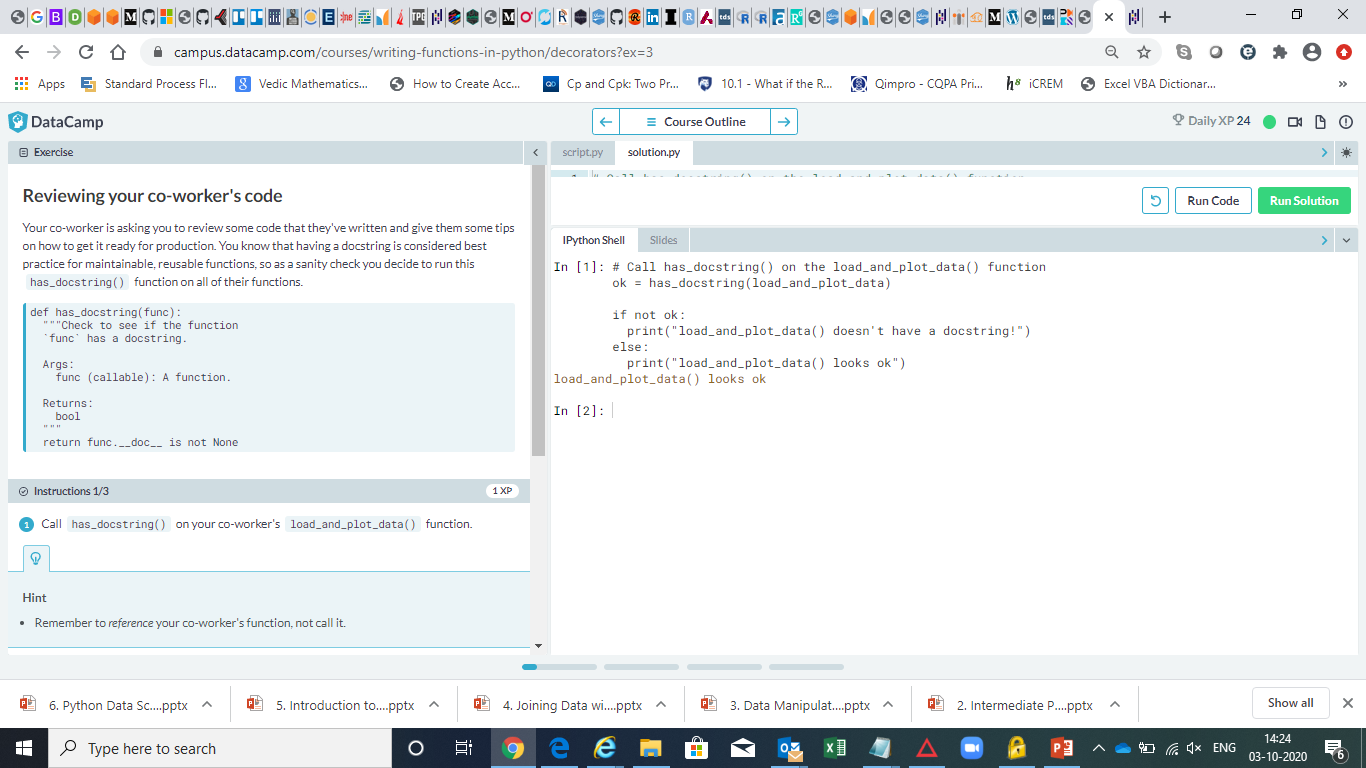 campus.datacamp.com/courses/writing-functions-in-python/decorators?ex=3
Apps
Standard Process Fl...
Vedic Mathematics...
How to Create Acc...
Cp and Cpk: Two Pr...
10.1 - What if the R...
Qimpro - CQPA Pri...
iCREM
Excel VBA Dictionar...
»
DataCamp
Course Outline
Daily XP 24
Exercise
script.py
solution.py
Reviewing your co-worker's code
Your co-worker is asking you to review some code that they've written and give them some tips
on how to get it ready for production. You know that having a docstring is considered best
practice for maintainable, reusable functions, so as a sanity check you decide to run this
has_docstring() function on all of their functions.
def has_docstring(func):
"""Check to see if the function
`func` has a docstring.
Args:
func (callable): A function.
Returns:
bool
"""
return func.__doc__ is not None
Instructions 1/3
1 XP
1 Call has_docstring() on your co-worker's load_and_plot_data() function.
Hint
• Remember to reference your co-worker's function, not call it.
1 # Call has_docstring() on the load_and_plot_data() function
Run Code
Run Solution
IPython Shell
Slides
In [1]: # Call has_docstring() on the load_and_plot_data() function
ok = has_docstring(load_and_plot_data)
if not ok:
print("load_and_plot_data() doesn't have a docstring!")
else:
print("load_and_plot_data() looks ok")
load_and_plot_data() looks ok
In [2]:
6. Python Data Sc....pptx
5. Introduction to....pptx
4. Joining Data wi....pptx
3. Data Manipulat....pptx
2. Intermediate P....pptx
Show all
Type here to search
ENG
14:24
03-10-2020
6